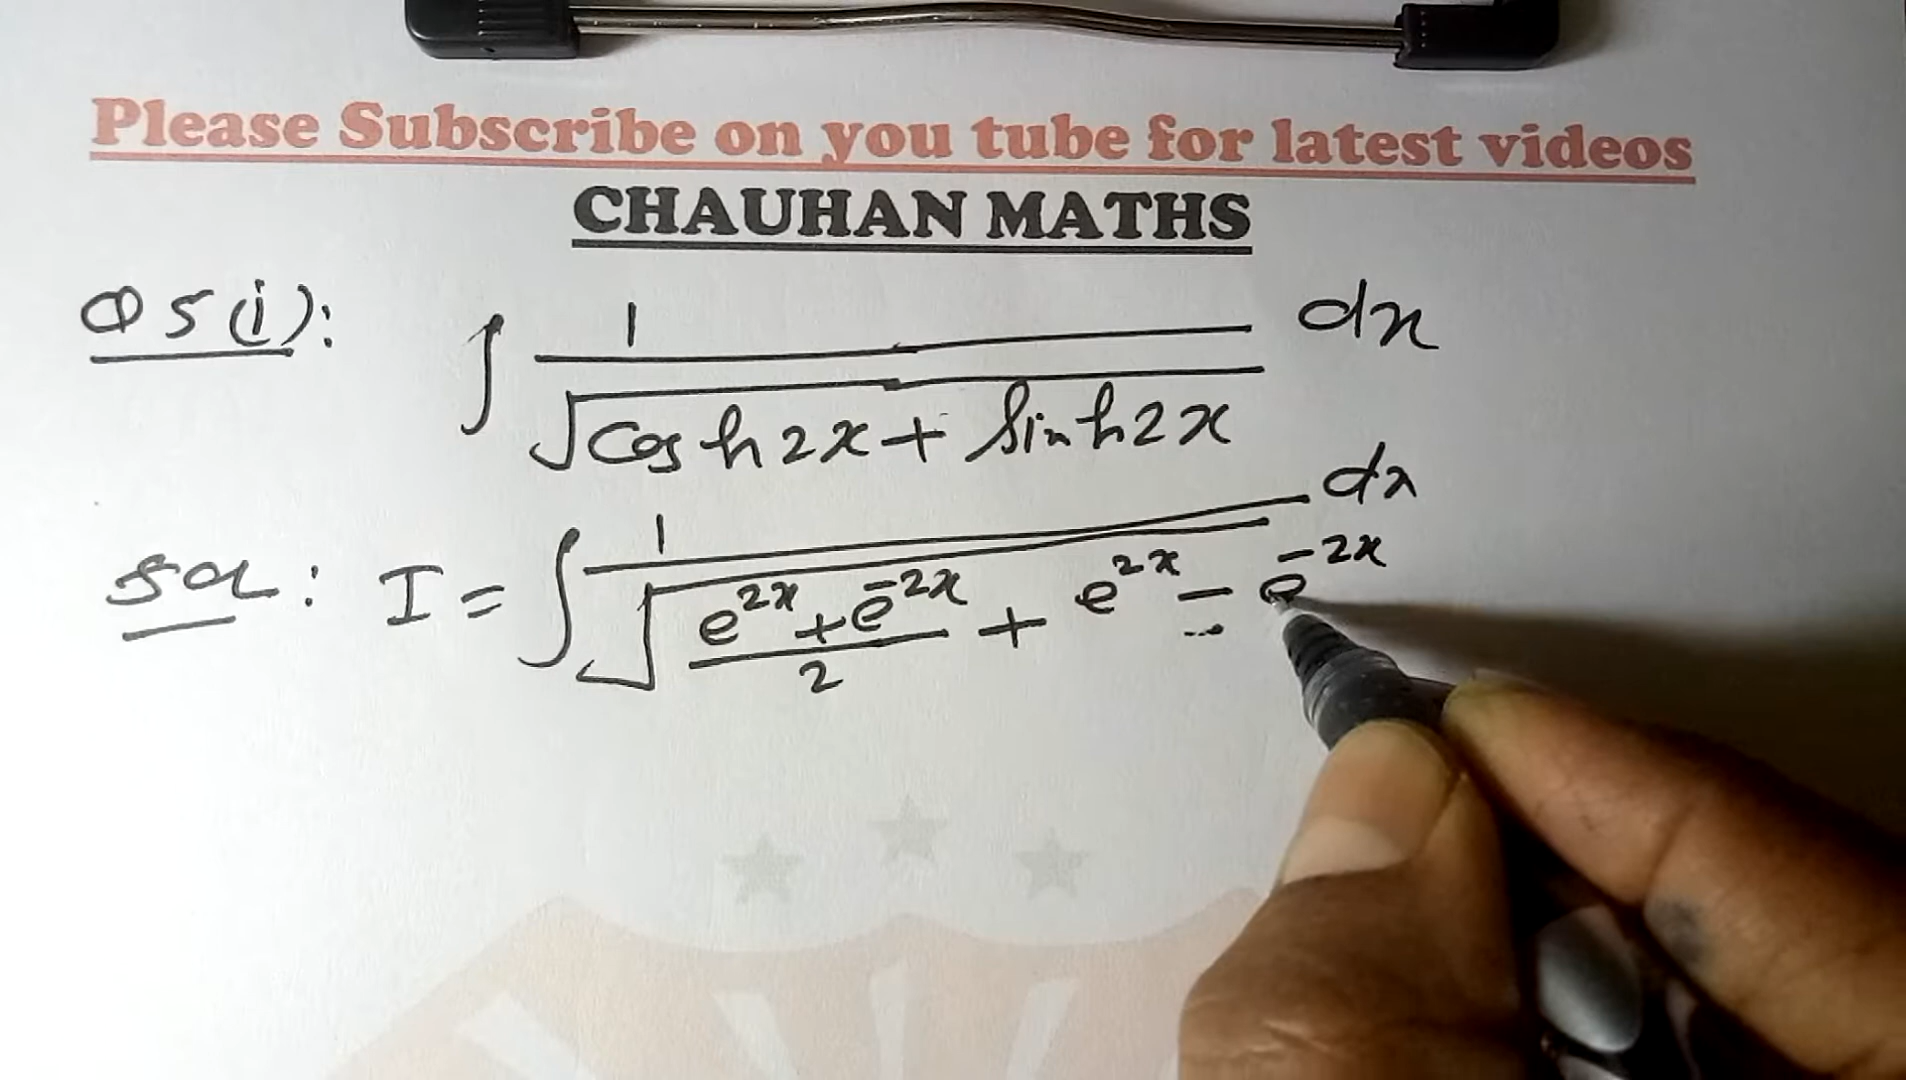 Please Subscribe on you tube for latest videos
CHAUHAN MATHS
Q5(i): ∫ 1/√(cosh2x + sinh2x) dx
Sol: I = ∫ 1/√((e^2x + e^-2x)/2 + e^2x - e^-2x) dx